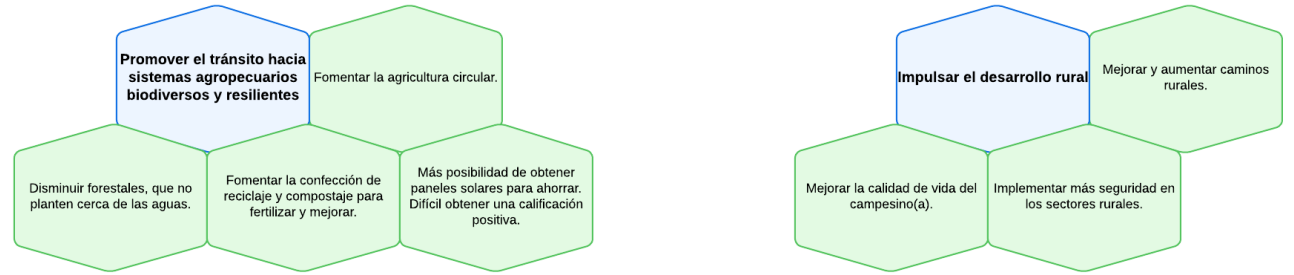 Promover el tránsito hacia
sistemas agropecuarios
biodiversos y resilientes
Fomentar la agricultura circular.
Disminuir forestales, que no
planten cerca de las aguas.
Fomentar la confección de
reciclaje y compostaje para
fertilizar y mejorar.
Más posibilidad de obtener
paneles solares para ahorrar.
Difícil obtener una calificación
positiva.
Impulsar el desarrollo rural
Mejorar y aumentar caminos
rurales.
Mejorar la calidad de vida del
campesino(a).
Implementar más seguridad en
los sectores rurales.